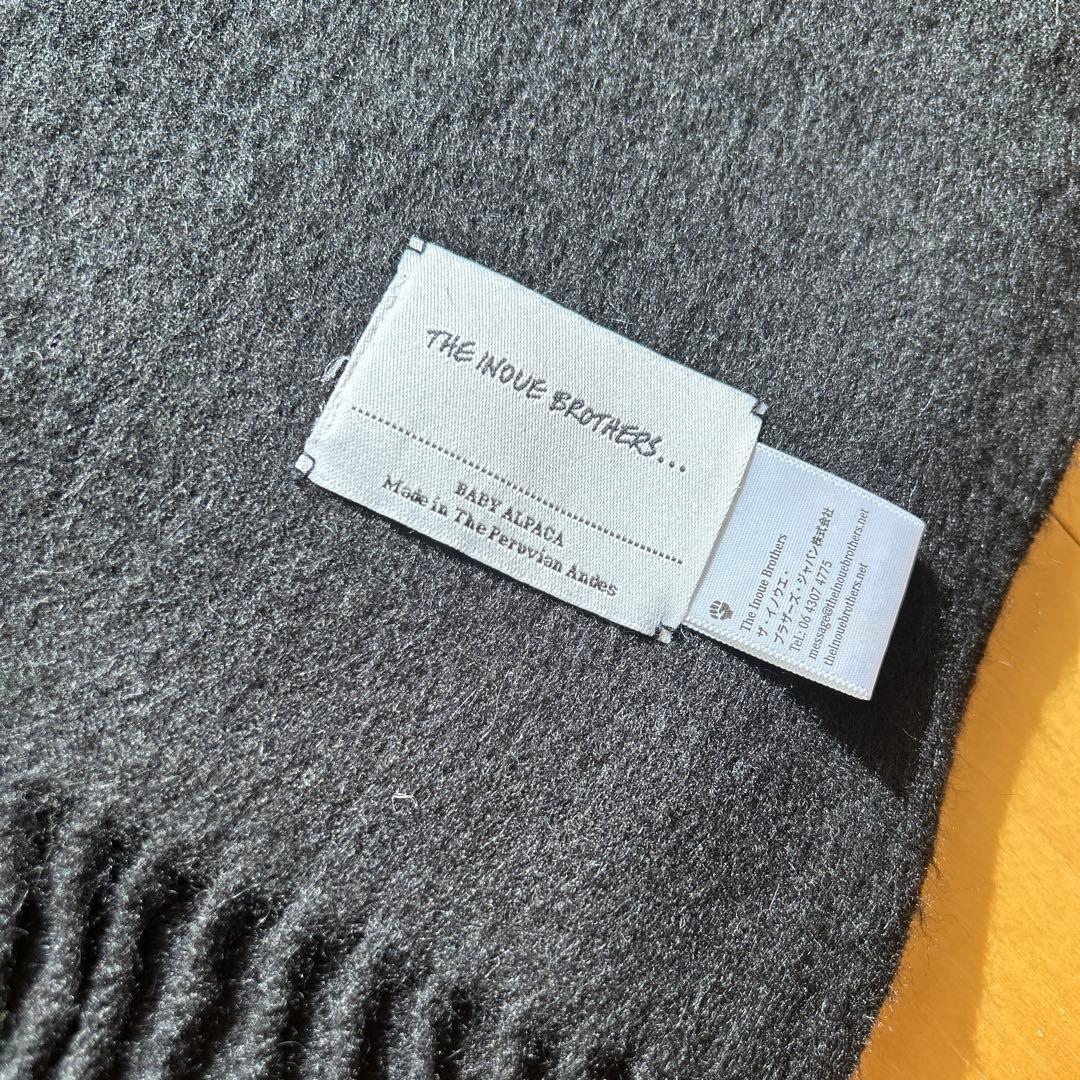 THE INOUE BROTHERS...
BABY ALPACA
Made in The Peruvian Andes
The Inoue Brothers
ザ・イノウエ・
ブラザーズ・ジャパン株式会社
Tel.: 06 4307 4775
message@theinouebrothers.net
theinouebrothers.net